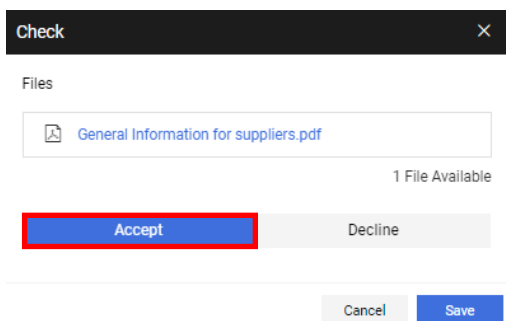 Check
Files
General Information for suppliers.pdf
1 File Available
Accept Decline
Cancel Save